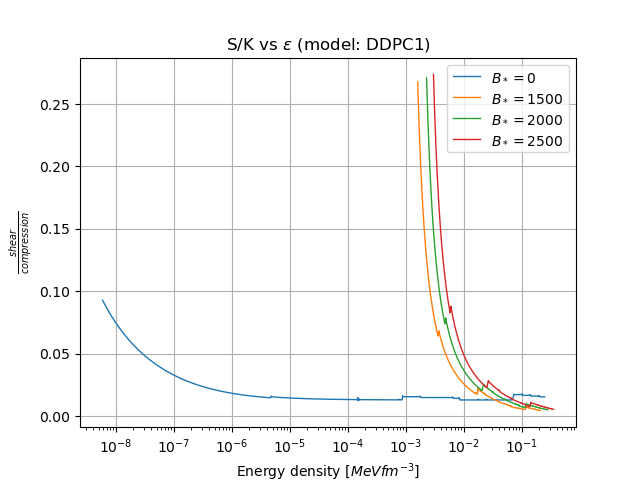 S/K vs ε (model: DDPC1)
B* = 0
B* = 1500
B* = 2000
B* = 2500
0.25
0.20
0.15
0.10
0.05
0.00
shear
compression
10⁻⁸ 10⁻⁷ 10⁻⁶ 10⁻⁵ 10⁻⁴ 10⁻³ 10⁻² 10⁻¹
Energy density [MeVfm⁻³]